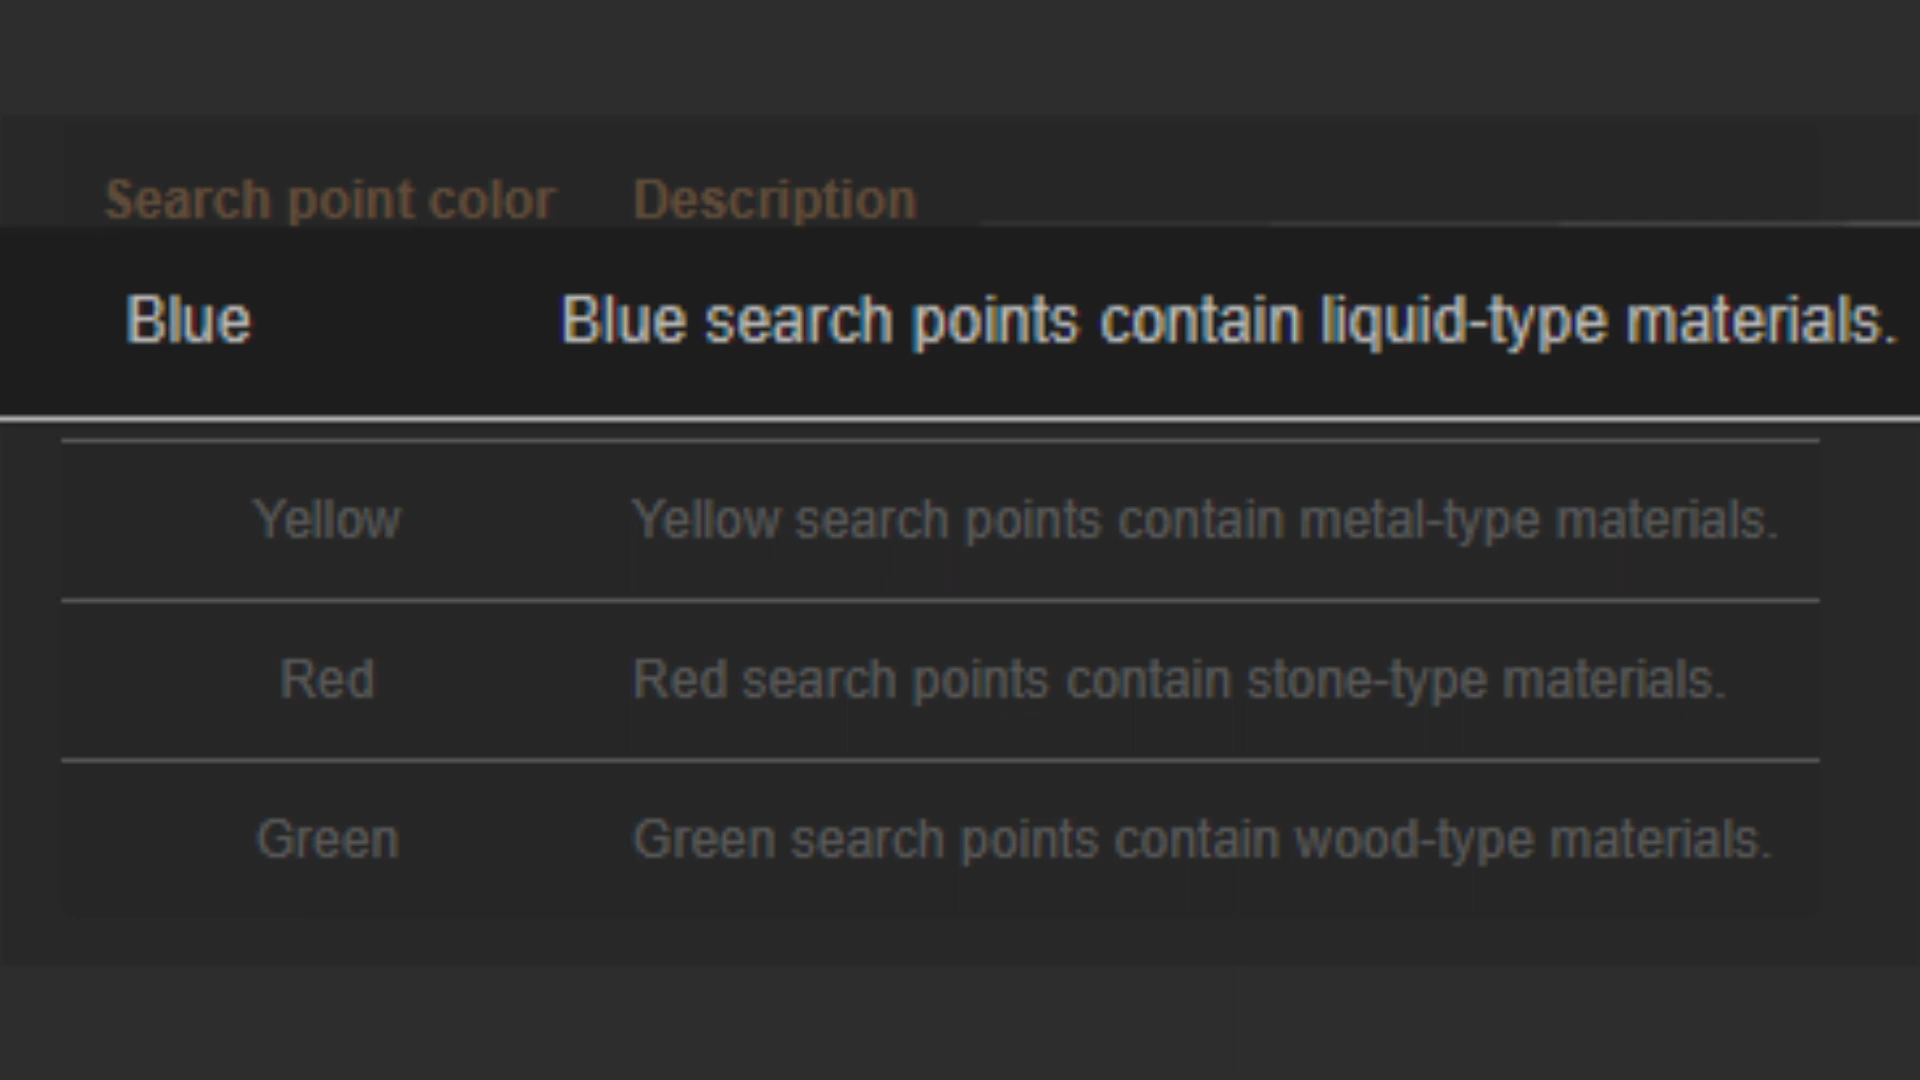 Search point color Description
Blue Blue search points contain liquid-type materials.
Yellow Yellow search points contain metal-type materials.
Red Red search points contain stone-type materials.
Green Green search points contain wood-type materials.